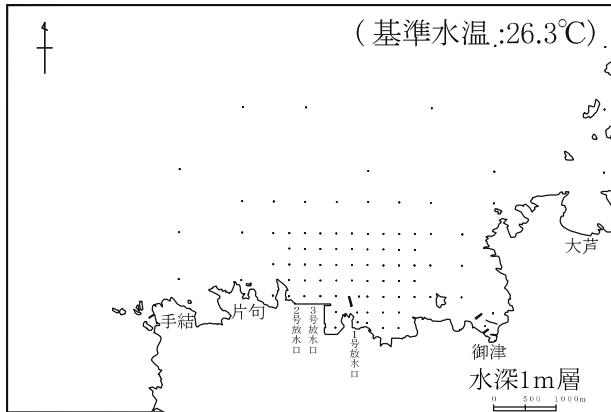 (基準水温:26.3℃)
大芦
手結
片句
2号放水口
3号放水口
1号放水口
御津
水深1m層
0 500 1000m